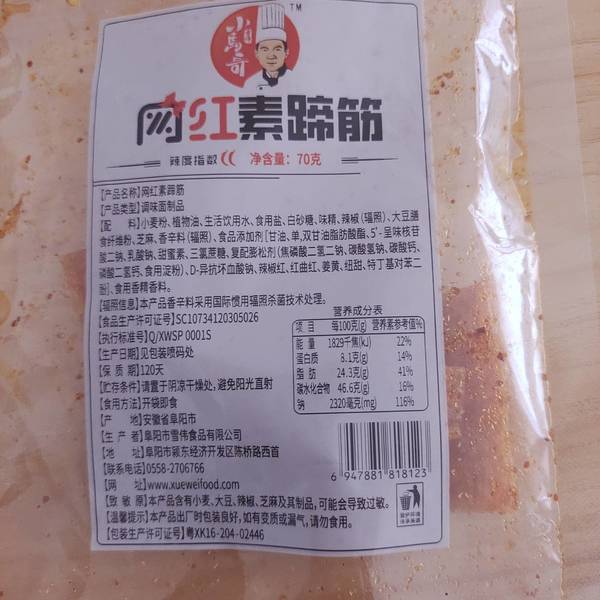 小馬哥
TM
网红素蹄筋
辣度指数 净含量：70克
【产品名称】网红素蹄筋
【产品类型】调味面制品
【配 料】小麦粉、植物油、生活饮用水、食用盐、白砂糖、味精、辣椒（辐照）、大豆膳
食纤维粉、芝麻、香辛料（辐照）、食品添加剂［甘油、单,双甘油脂肪酸酯、5'-呈味核苷
酸二钠、乳酸钠、甜蜜素、三氯蔗糖、复配膨松剂（焦磷酸二氢二钠、碳酸氢钠、碳酸钙、
磷酸二氢钙、食用淀粉）、D-异抗坏血酸钠、辣椒红、红曲红、姜黄、纽甜、特丁基对苯二
酚］、食用香精香料。
【辐照信息】本产品香辛料采用国际惯用辐照杀菌技术处理。
【食品生产许可证号】SC10734120305026
【执行标准号】Q/XWSP 0001S
【生产日期】见包装喷码处
【保 质 期】120天
【贮存条件】请置于阴凉干燥处，避免阳光直射
【食用方法】开袋即食
【产 地】安徽省阜阳市
【生 产 者】阜阳市雪伟食品有限公司
【地 址】阜阳市颍东经济开发区陈桥路西首
【联系电话】0558-2706766
【网 址】www.xueweifood.com
【致 敏 原】本产品含有小麦、大豆、辣椒、芝麻及其制品，可能会导致过敏。
【温馨提示】本产品出厂时包装良好，如有变质或漏气，请勿食用。
【包装生产许可证号】粤XK16-204-02446
营养成分表
项 目 每100克(g) 营养素参考值%
能 量 1829千焦(kJ) 22%
蛋白质 8.1克(g) 14%
脂 肪 24.3克(g) 41%
碳水化合物 46.6克(g) 16%
钠 2320毫克(mg) 116%
6 947881 818123